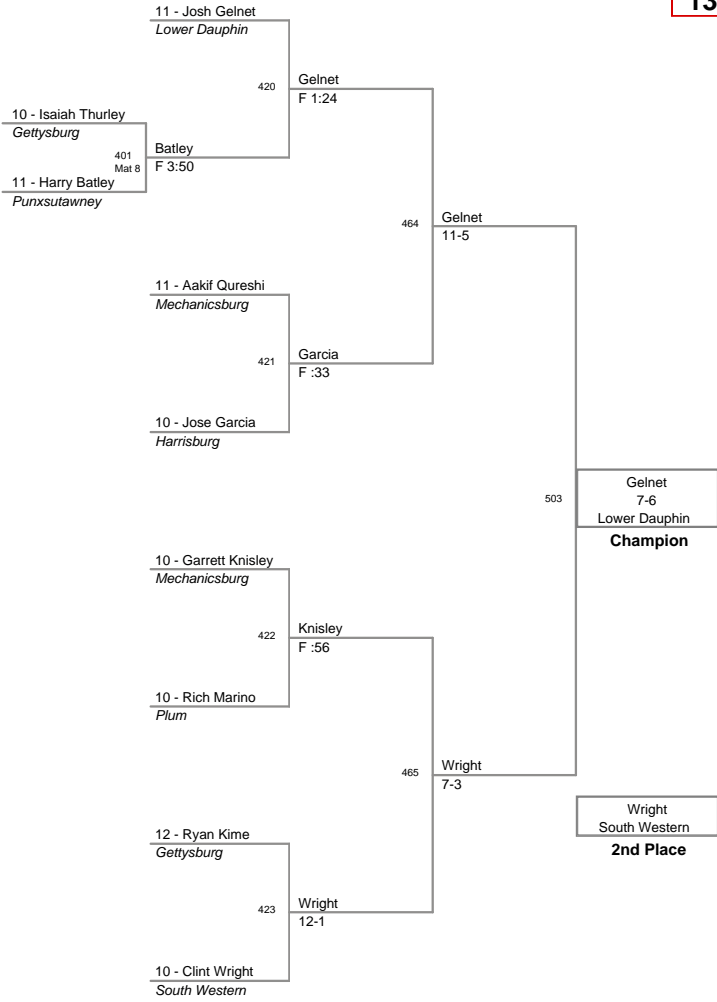 13
11 - Josh Gelnet
Lower Dauphin
420
Gelnet
F 1:24
10 - Isaiah Thurley
Gettysburg
401
Mat 8
Batley
F 3:50
11 - Harry Batley
Punxsutawney
464
Gelnet
11-5
11 - Aakif Qureshi
Mechanicsburg
421
Garcia
F :33
10 - Jose Garcia
Harrisburg
503
Gelnet
7-6
Lower Dauphin
Champion
10 - Garrett Knisley
Mechanicsburg
422
Knisley
F :56
10 - Rich Marino
Plum
465
Wright
7-3
Wright
South Western
2nd Place
12 - Ryan Kime
Gettysburg
423
Wright
12-1
10 - Clint Wright
South Western